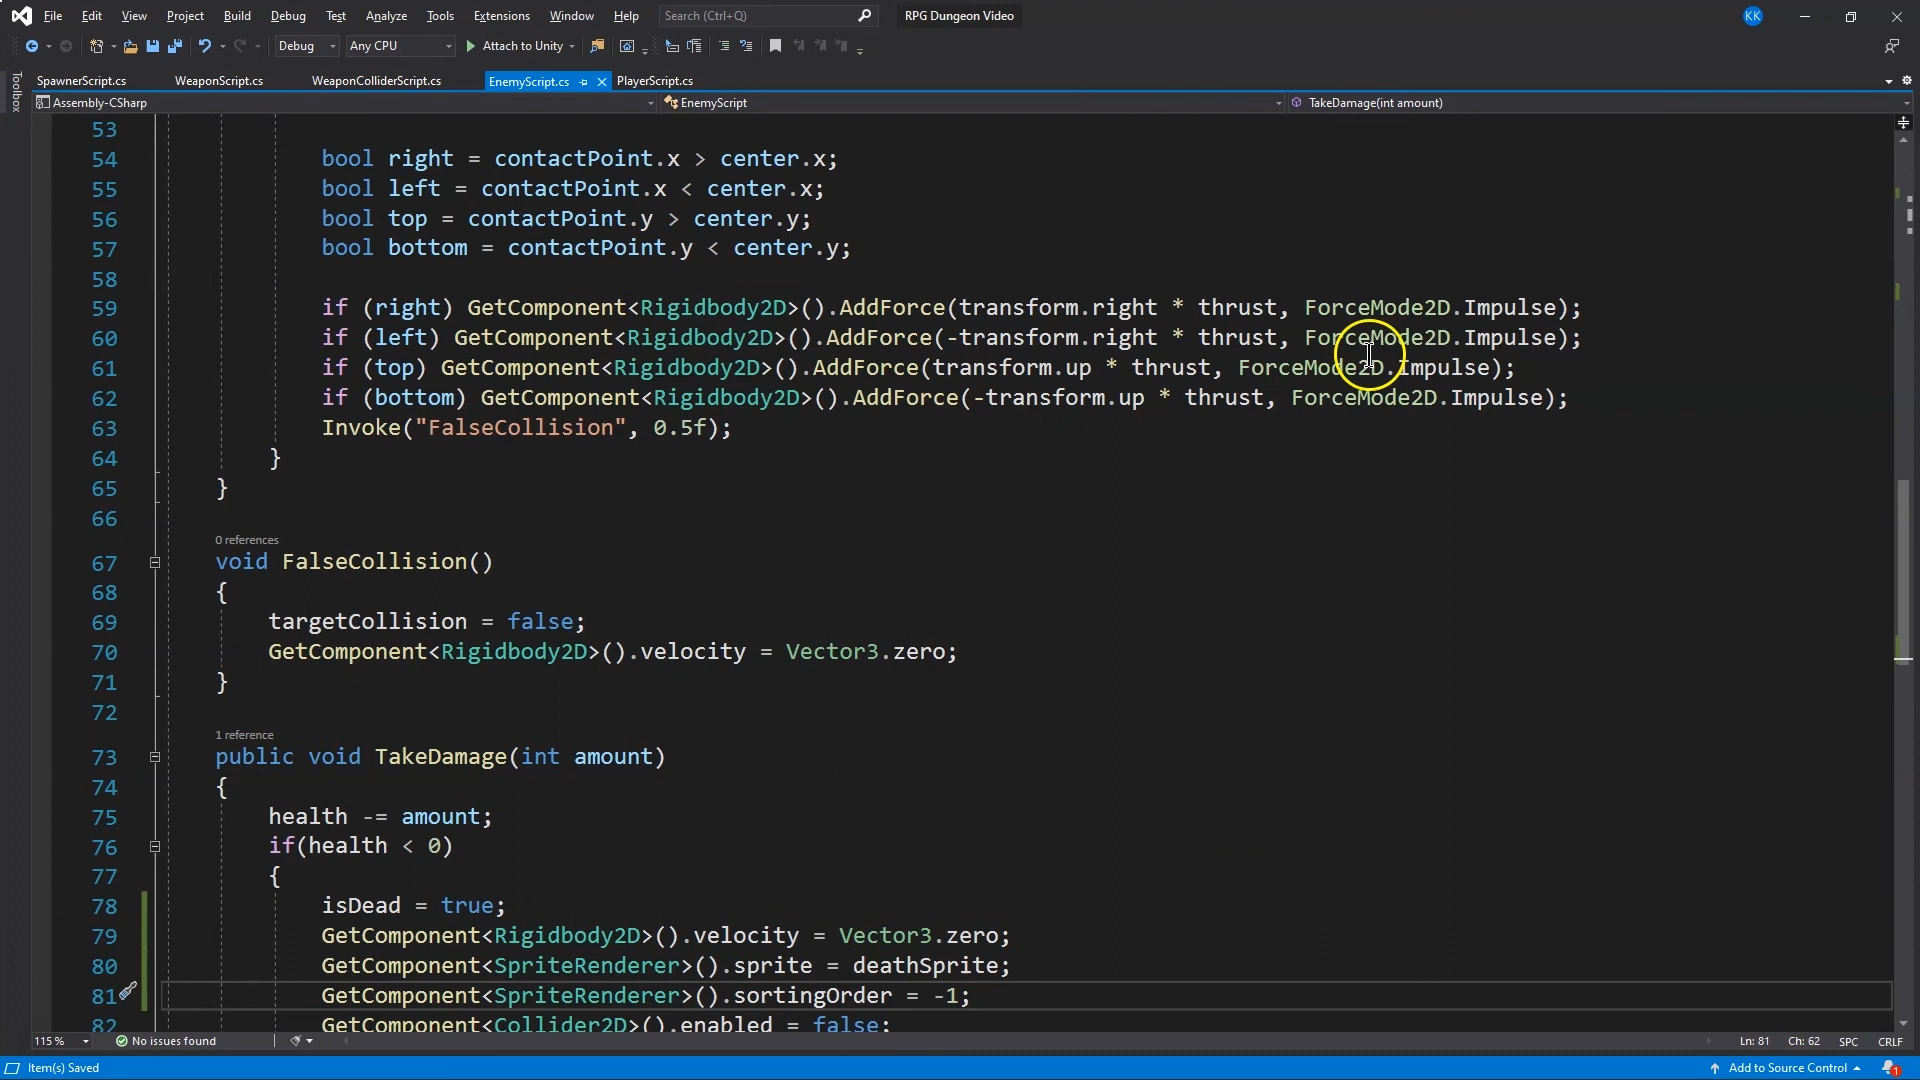 File Edit View Project Build Debug Test Analyze Tools Extensions Window Help Search (Ctrl+Q) RPG Dungeon Video KK
Debug Any CPU Attach to Unity
SpawnerScript.cs WeaponScript.cs WeaponColliderScript.cs EnemyScript.cs PlayerScript.cs
Toolbox
Assembly-CSharp EnemyScript TakeDamage(int amount)
53
54 bool right = contactPoint.x > center.x;
55 bool left = contactPoint.x < center.x;
56 bool top = contactPoint.y > center.y;
57 bool bottom = contactPoint.y < center.y;
58
59 if (right) GetComponent<Rigidbody2D>().AddForce(transform.right * thrust, ForceMode2D.Impulse);
60 if (left) GetComponent<Rigidbody2D>().AddForce(-transform.right * thrust, ForceMode2D.Impulse);
61 if (top) GetComponent<Rigidbody2D>().AddForce(transform.up * thrust, ForceMode2D.Impulse);
62 if (bottom) GetComponent<Rigidbody2D>().AddForce(-transform.up * thrust, ForceMode2D.Impulse);
63 Invoke("FalseCollision", 0.5f);
64 }
65 }
66
0 references
67 void FalseCollision()
68 {
69 targetCollision = false;
70 GetComponent<Rigidbody2D>().velocity = Vector3.zero;
71 }
72
1 reference
73 public void TakeDamage(int amount)
74 {
75 health -= amount;
76 if(health < 0)
77 {
78 isDead = true;
79 GetComponent<Rigidbody2D>().velocity = Vector3.zero;
80 GetComponent<SpriteRenderer>().sprite = deathSprite;
81 GetComponent<SpriteRenderer>().sortingOrder = -1;
82 GetComponent<Collider2D>().enabled = false;
115 % No issues found Ln: 81 Ch: 62 SPC CRLF
Item(s) Saved Add to Source Control 1